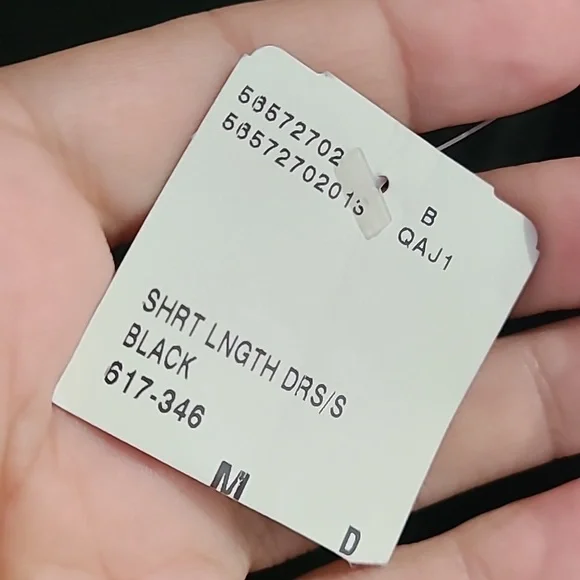 56572702
56572702013
B
QAJ1
SHRT LNGTH DRS/S
BLACK
617-346
M
D